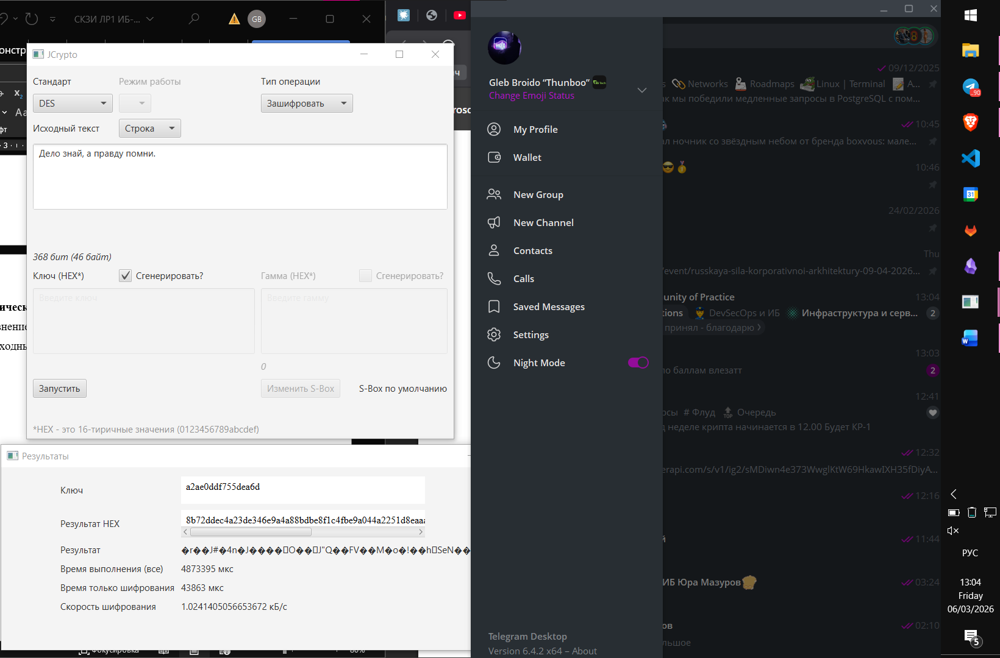 СКЗИ ЛР1 ИБ-...
GB
JCrypto
Стандарт
Режим работы
Тип операции
DES
Зашифровать
Исходный текст
Строка
Дело знай, а правду помни.
368 бит (46 байт)
Ключ (HEX*)
Сгенерировать?
Гамма (HEX*)
Сгенерировать?
Введите ключ
Введите гамму
0
Запустить
Изменить S-Box
S-Box по умолчанию
*HEX - это 16-тиричные значения (0123456789abcdef)
Результаты
Ключ
a2ae0ddf755dea6d
Результат HEX
8b72ddec4a23de346e9a4a88bdbe8f1c4fbe9a044a2251d8eaaa
Результат
Время выполнения (все)
4873395 мкс
Время только шифрования
43863 мкс
Скорость шифрования
1.0241405056653672 кБ/с
Фокусировка
80%
Gleb Broido “Thunboo”
Change Emoji Status
My Profile
Wallet
New Group
New Channel
Contacts
Calls
Saved Messages
Settings
Night Mode
Telegram Desktop
Version 6.4.2 x64 – About
09/12/2025
Networks
Roadmaps
Linux | Terminal
А...
ак мы победили медленные запросы в PostgreSQL с пом...
10:45
ал ночник со звёздным небом от бренда boxvous: мале...
10:46
24/02/2026
Thu
/event/russkaya-sila-korporativnoi-arkhitektury-09-04-2026...
unity of Practice
13:04
tions
DevSecOps и ИБ
Инфраструктура и серв...
2
принял - благодарю
13:03
по баллам влезатт
2
12:41
осы
# Флуд
Очередь
д неделе крипта начинается в 12.00 Будет КР-1
12:32
erapi.com/s/v1/ig2/sMDiwn4e373WwglKtW69HkawIXH35fDiyA...
12:16
й
11:44
ИБ Юра Мазуров
03:24
ов
02:10
льшое
..90
31
РУС
13:04
Friday
06/03/2026
5